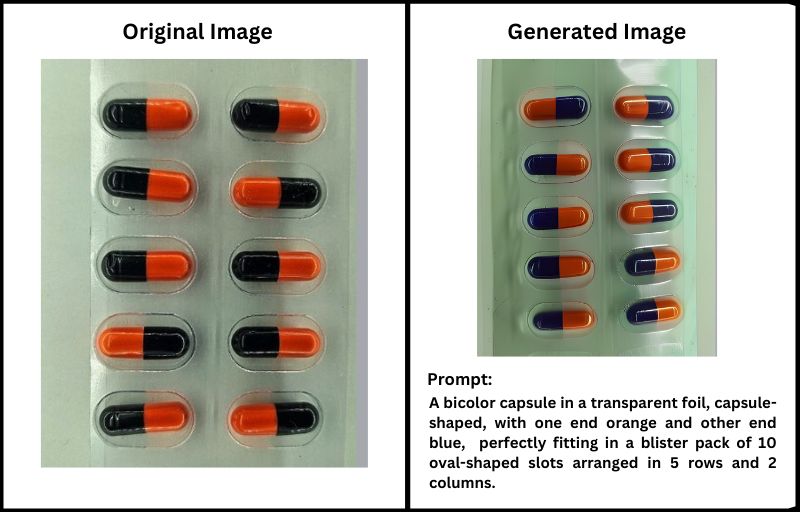 Original Image
Generated Image
Prompt:
A bicolor capsule in a transparent foil, capsule-
shaped, with one end orange and other end
blue, perfectly fitting in a blister pack of 10
oval-shaped slots arranged in 5 rows and 2
columns.